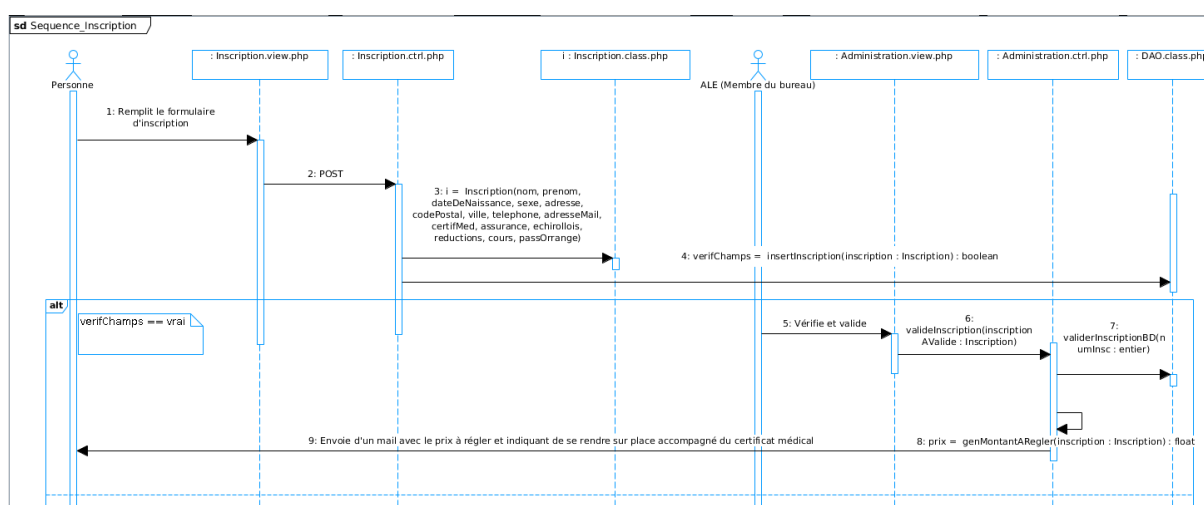 sd Sequence_Inscription
: Inscription.view.php
: Inscription.ctrl.php
i : Inscription.class.php
: Administration.view.php
: Administration.ctrl.php
: DAO.class.php
Personne
ALE (Membre du bureau)
1: Remplit le formulaire
d'inscription
2: POST
3: i =  Inscription(nom, prenom,
dateDeNaissance, sexe, adresse,
codePostal, ville, telephone, adresseMail,
certifMed, assurance, echirollois,
reductions, cours, passOrrange)
4: verifChamps =  insertInscription(inscription : Inscription) : boolean
alt
verifChamps == vrai
5: Vérifie et valide
6:
valideInscription(inscription
AValide : Inscription)
7:
validerInscriptionBD(n
umInsc : entier)
8: prix =  genMontantARegler(inscription : Inscription) : float
9: Envoie d'un mail avec le prix à régler et indiquant de se rendre sur place accompagné du certificat médical